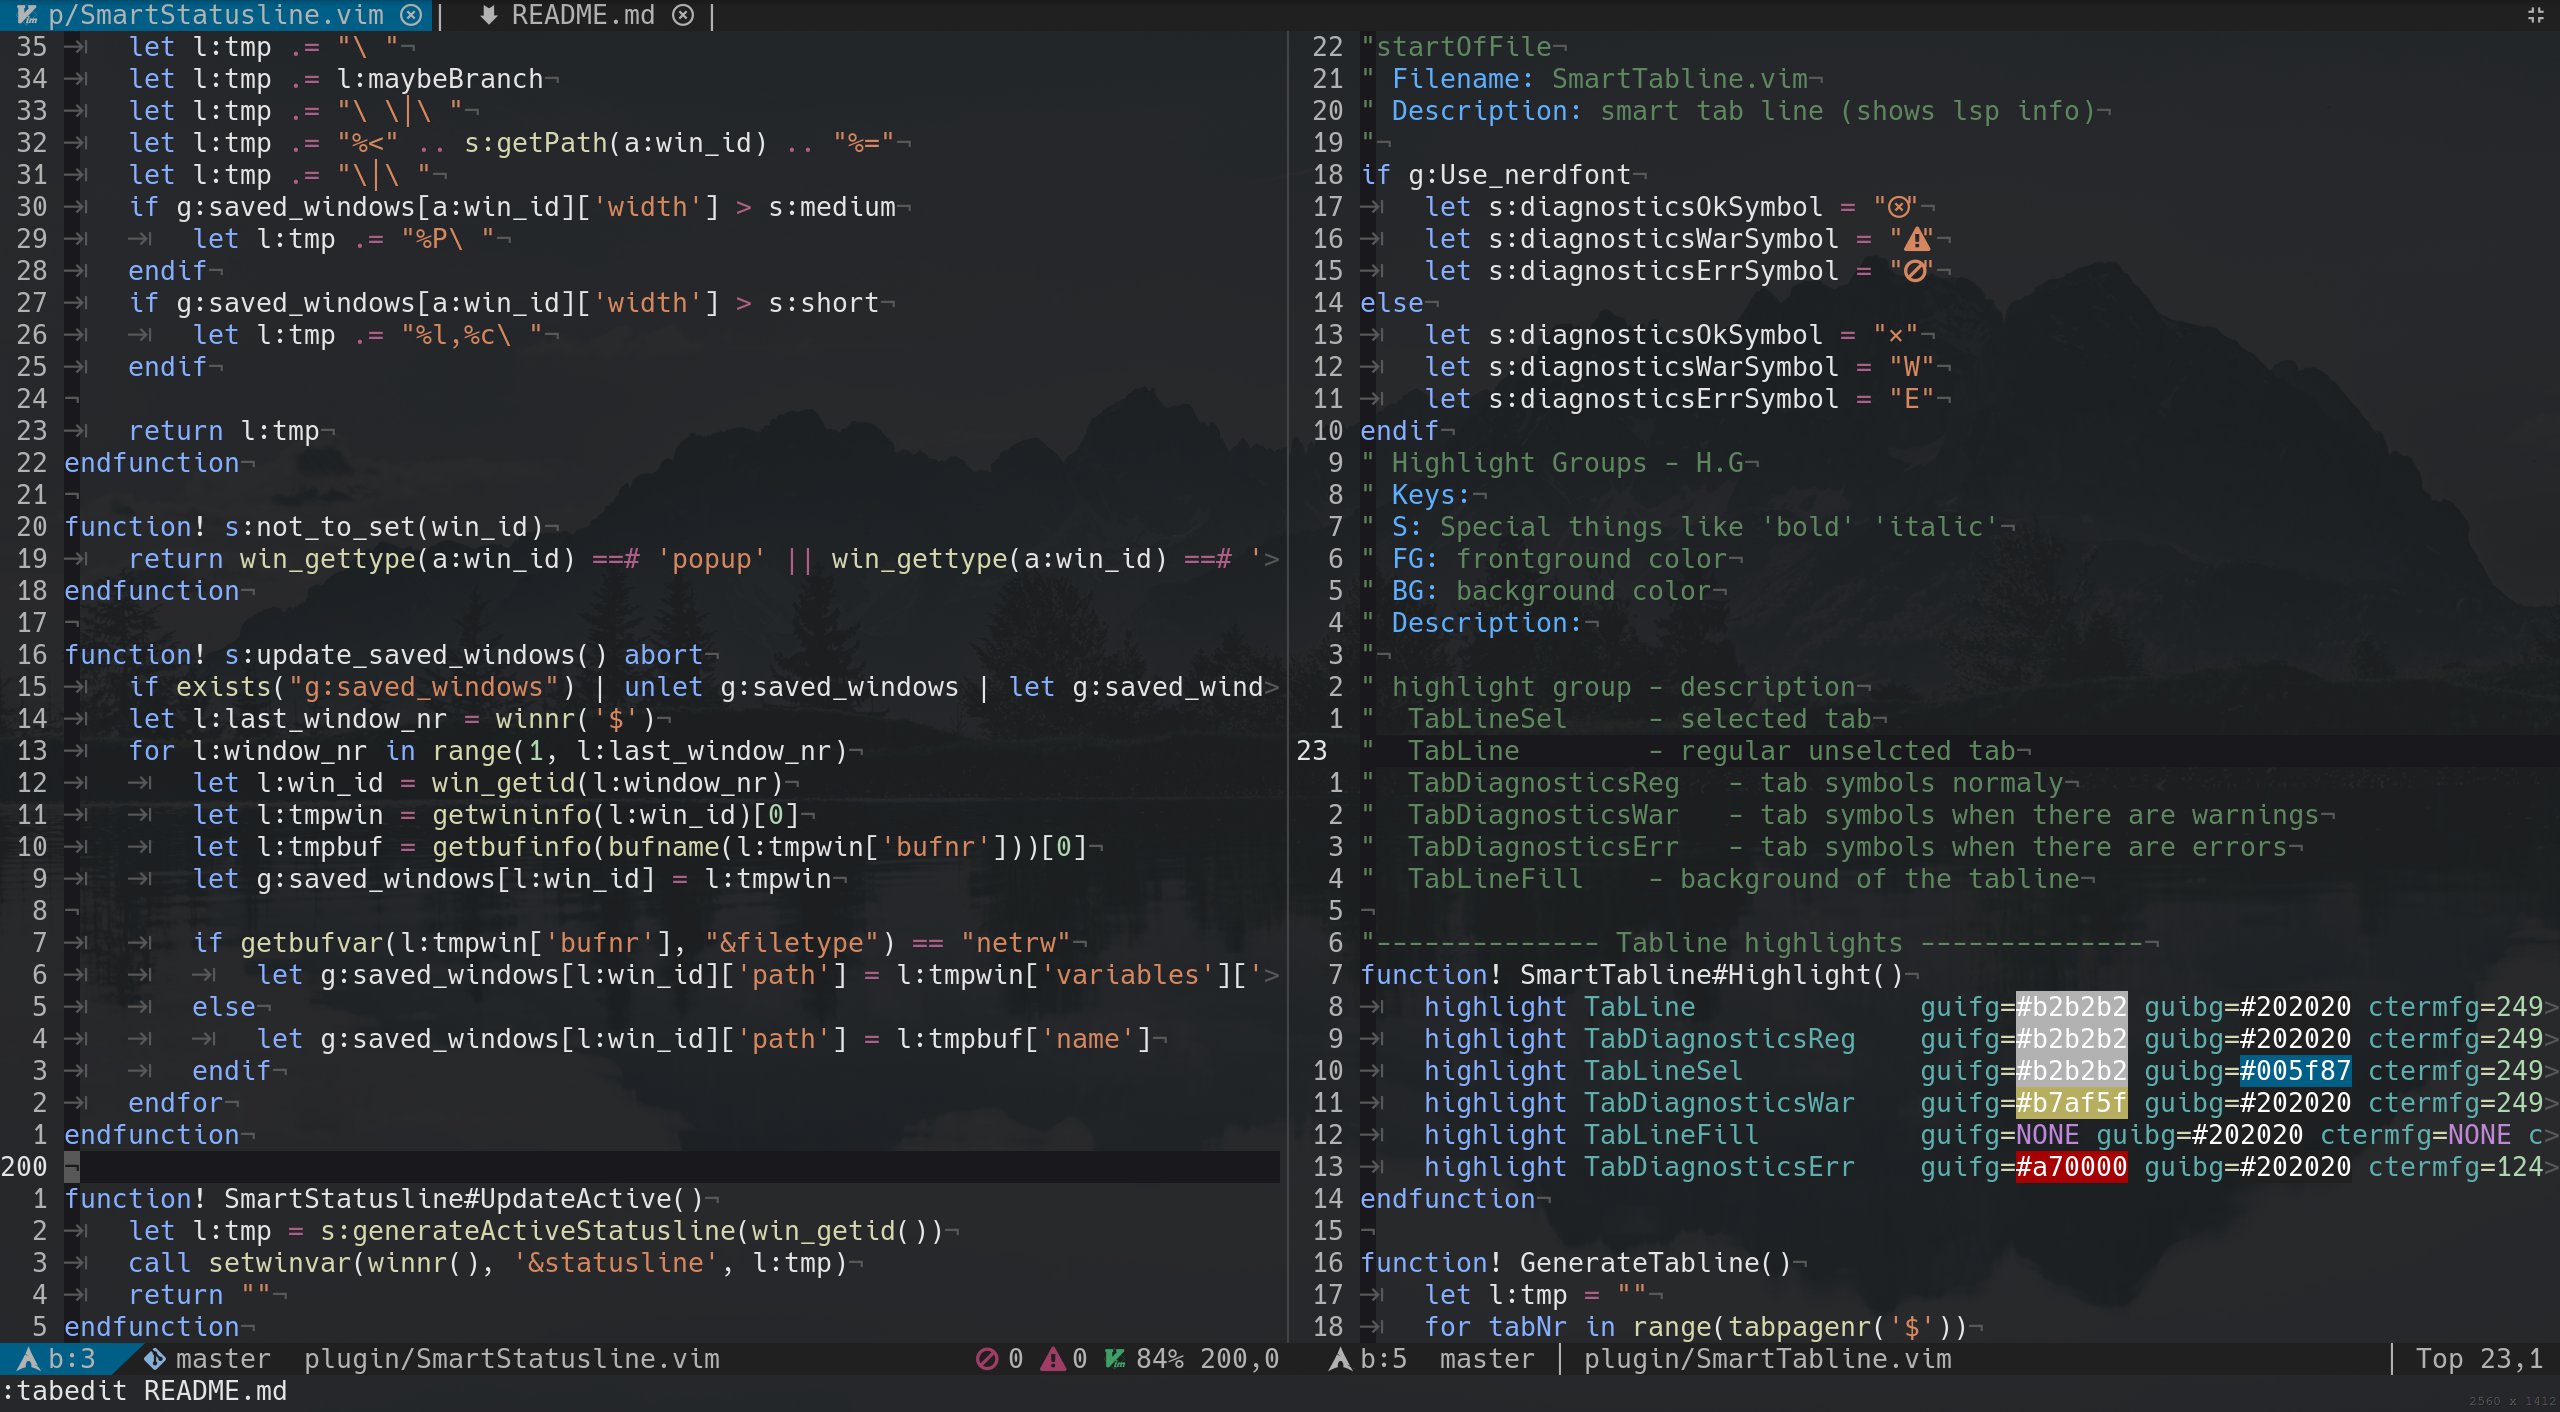 p/SmartStatusline.vim | README.md |
35 let l:tmp .= "\ "¬
34 let l:tmp .= l:maybeBranch¬
33 let l:tmp .= "\ \│\ "¬
32 let l:tmp .= "%<" .. s:getPath(a:win_id) .. "%="¬
31 let l:tmp .= "\│\ "¬
30 if g:saved_windows[a:win_id]['width'] > s:medium¬
29 let l:tmp .= "%P\ "¬
28 endif¬
27 if g:saved_windows[a:win_id]['width'] > s:short¬
26 let l:tmp .= "%l,%c\ "¬
25 endif¬
24 ¬
23 return l:tmp¬
22 endfunction¬
21 ¬
20 function! s:not_to_set(win_id)¬
19 return win_gettype(a:win_id) ==# 'popup' || win_gettype(a:win_id) ==# '>
18 endfunction¬
17 ¬
16 function! s:update_saved_windows() abort¬
15 if exists("g:saved_windows") | unlet g:saved_windows | let g:saved_wind>
14 let l:last_window_nr = winnr('$')¬
13 for l:window_nr in range(1, l:last_window_nr)¬
12 let l:win_id = win_getid(l:window_nr)¬
11 let l:tmpwin = getwininfo(l:win_id)[0]¬
10 let l:tmpbuf = getbufinfo(bufname(l:tmpwin['bufnr']))[0]¬
9 let g:saved_windows[l:win_id] = l:tmpwin¬
8 ¬
7 if getbufvar(l:tmpwin['bufnr'], "&filetype") == "netrw"¬
6 let g:saved_windows[l:win_id]['path'] = l:tmpwin['variables']['>
5 else¬
4 let g:saved_windows[l:win_id]['path'] = l:tmpbuf['name']¬
3 endif¬
2 endfor¬
1 endfunction¬
200 ¬
1 function! SmartStatusline#UpdateActive()¬
2 let l:tmp = s:generateActiveStatusline(win_getid())¬
3 call setwinvar(winnr(), '&statusline', l:tmp)¬
4 return ""¬
5 endfunction¬
b:3 master plugin/SmartStatusline.vim 0 0 84% 200,0
22 "startOfFile¬
21 " Filename: SmartTabline.vim¬
20 " Description: smart tab line (shows lsp info)¬
19 "¬
18 if g:Use_nerdfont¬
17 let s:diagnosticsOkSymbol = "ⓧ"¬
16 let s:diagnosticsWarSymbol = "⚠"¬
15 let s:diagnosticsErrSymbol = "⊘"¬
14 else¬
13 let s:diagnosticsOkSymbol = "×"¬
12 let s:diagnosticsWarSymbol = "W"¬
11 let s:diagnosticsErrSymbol = "E"¬
10 endif¬
9 " Highlight Groups - H.G¬
8 " Keys:¬
7 " S: Special things like 'bold' 'italic'¬
6 " FG: frontground color¬
5 " BG: background color¬
4 " Description:¬
3 "¬
2 " highlight group - description¬
1 " TabLineSel - selected tab¬
23 " TabLine - regular unselcted tab¬
1 " TabDiagnosticsReg - tab symbols normaly¬
2 " TabDiagnosticsWar - tab symbols when there are warnings¬
3 " TabDiagnosticsErr - tab symbols when there are errors¬
4 " TabLineFill - background of the tabline¬
5 ¬
6 "-------------- Tabline highlights --------------¬
7 function! SmartTabline#Highlight()¬
8 highlight TabLine guifg=#b2b2b2 guibg=#202020 ctermfg=249>
9 highlight TabDiagnosticsReg guifg=#b2b2b2 guibg=#202020 ctermfg=249>
10 highlight TabLineSel guifg=#b2b2b2 guibg=#005f87 ctermfg=249>
11 highlight TabDiagnosticsWar guifg=#b7af5f guibg=#202020 ctermfg=249>
12 highlight TabLineFill guifg=NONE guibg=#202020 ctermfg=NONE c>
13 highlight TabDiagnosticsErr guifg=#a70000 guibg=#202020 ctermfg=124>
14 endfunction¬
15 ¬
16 function! GenerateTabline()¬
17 let l:tmp = ""¬
18 for tabNr in range(tabpagenr('$'))¬
b:5 master │ plugin/SmartTabline.vim │ Top 23,1
:tabedit README.md
2560 x 1412